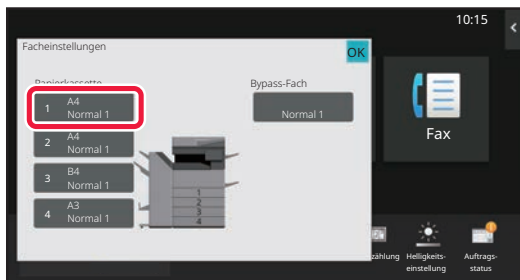 10:15
Facheinstellungen
OK
Papierkassette
Bypass-Fach
1 A4
Normal 1
Normal 1
2 A4
Normal 1
3 B4
Normal 1
4 A3
Normal 1
1
2
3
4
Fax
zählung
Helligkeits-
einstellung
Auftrags-
status